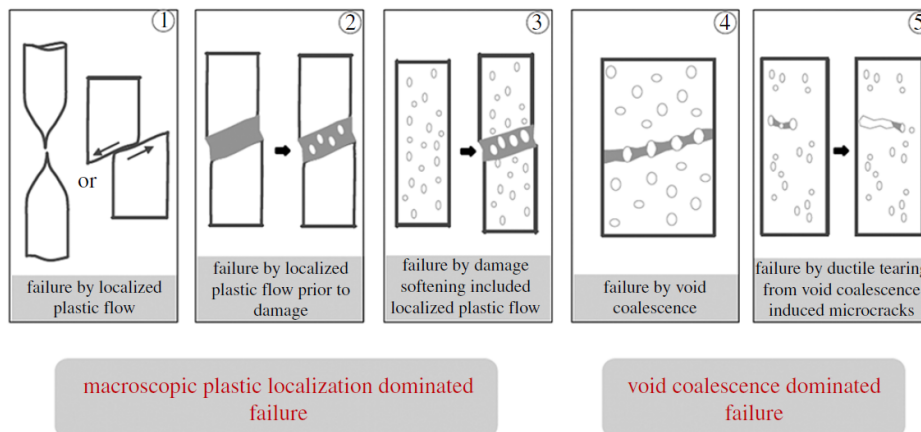 ①
②
③
④
⑤
or
failure by localized
plastic flow
failure by localized
plastic flow prior to
damage
failure by damage
softening included
localized plastic flow
failure by void
coalescence
failure by ductile tearing
from void coalescence
induced microcracks
macroscopic plastic localization dominated
failure
void coalescence dominated
failure